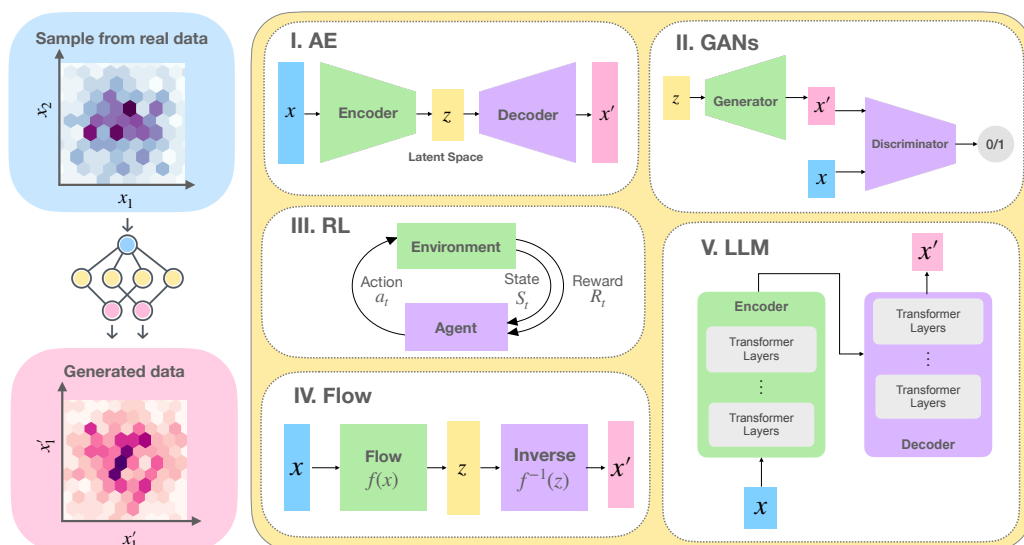 Sample from real data
x₂
x₁
Generated data
x′₁
x′₁
I. AE
x
Encoder
z
Decoder
x′
Latent Space
II. GANs
z
Generator
x′
Discriminator
0/1
x
III. RL
Environment
Action
aₜ
State
Sₜ
Reward
Rₜ
Agent
IV. Flow
x
Flow
f(x)
z
Inverse
f⁻¹(z)
x′
V. LLM
x′
Encoder
Transformer
Layers
⋮
Transformer
Layers
Transformer
Layers
⋮
Transformer
Layers
Decoder
x